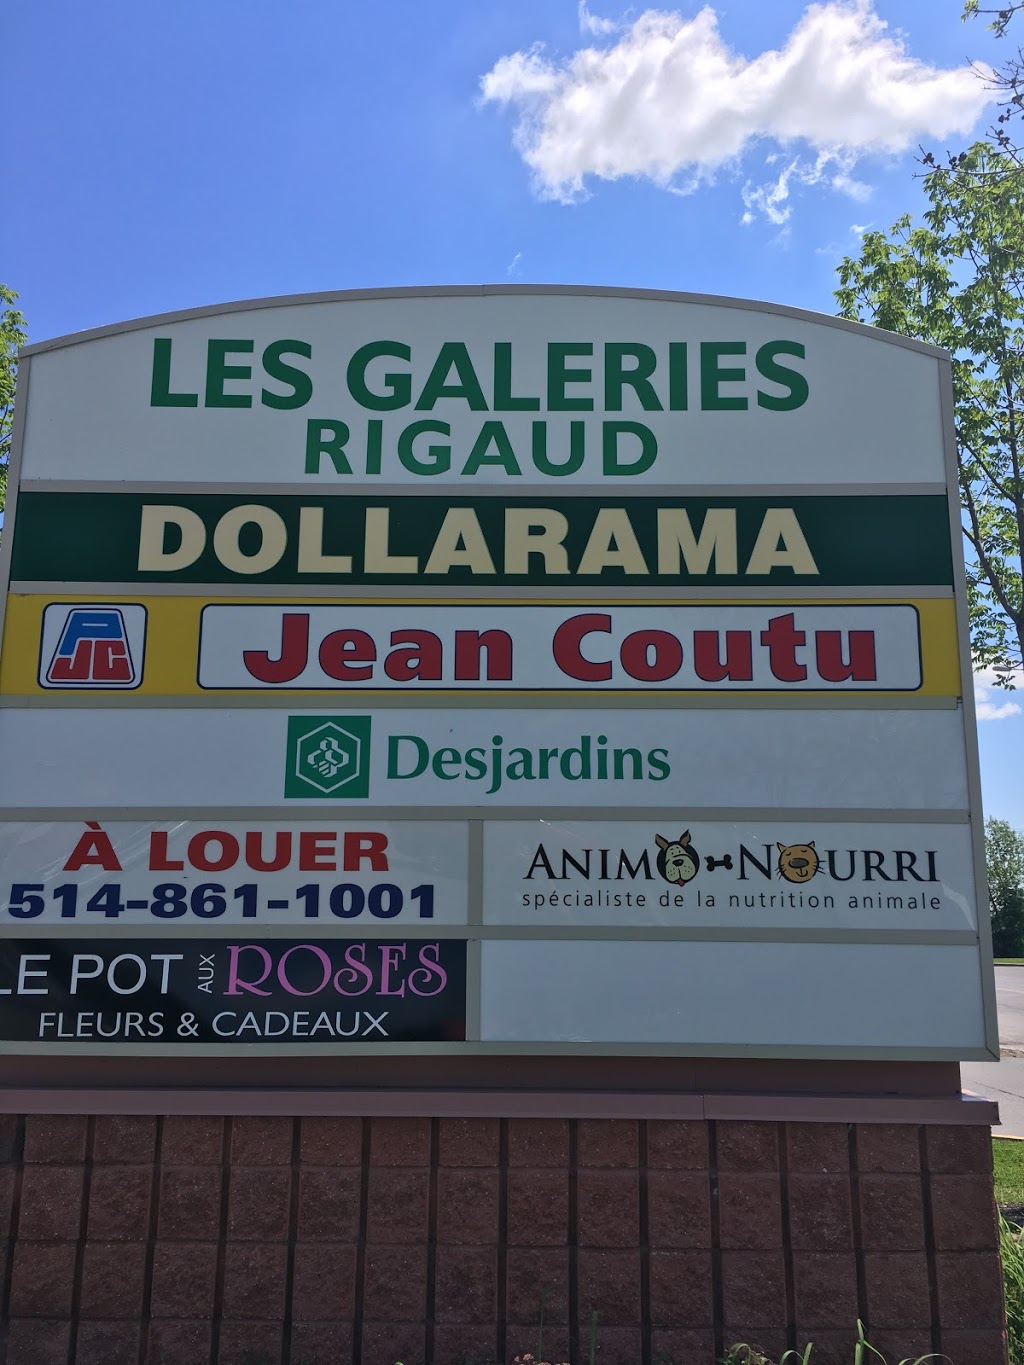 LES GALERIES
RIGAUD
DOLLARAMA
PJC Jean Coutu
Desjardins
À LOUER
514-861-1001
ANIMO-NOURRI
spécialiste de la nutrition animale
LE POT AUX ROSES
FLEURS & CADEAUX